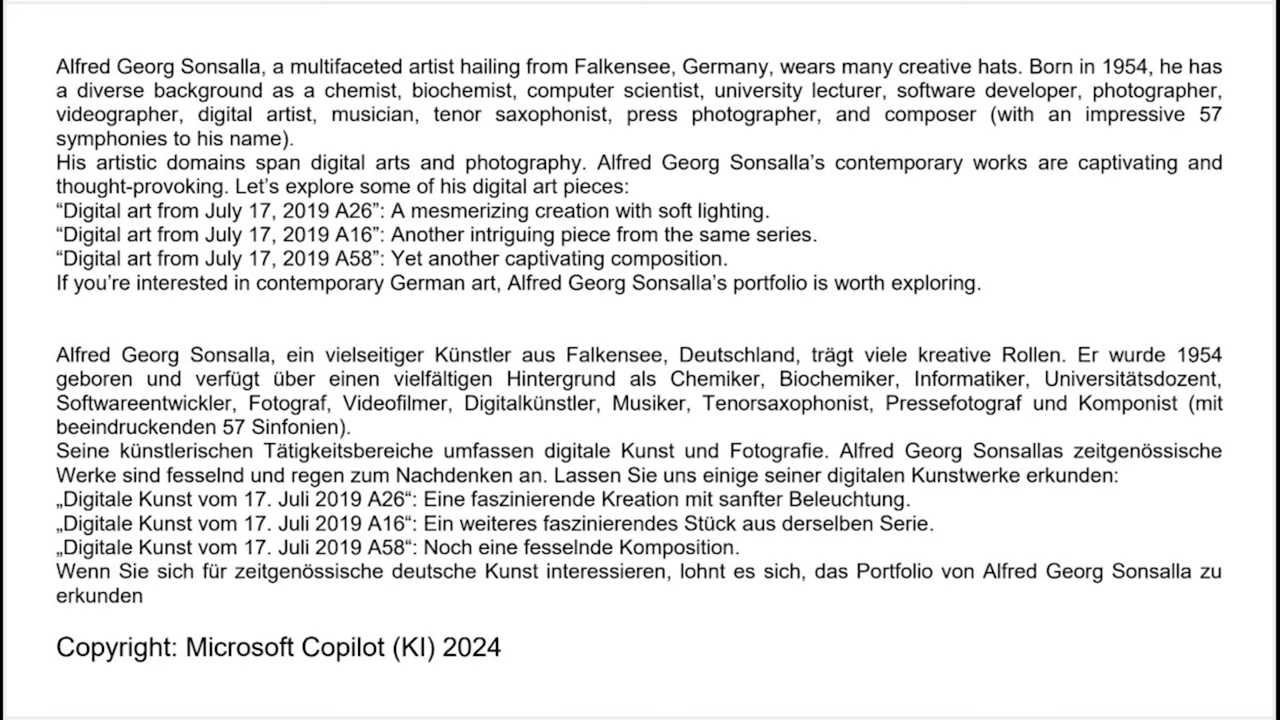 Alfred Georg Sonsalla, a multifaceted artist hailing from Falkensee, Germany, wears many creative hats. Born in 1954, he has
a diverse background as a chemist, biochemist, computer scientist, university lecturer, software developer, photographer,
videographer, digital artist, musician, tenor saxophonist, press photographer, and composer (with an impressive 57
symphonies to his name).
His artistic domains span digital arts and photography. Alfred Georg Sonsalla’s contemporary works are captivating and
thought-provoking. Let’s explore some of his digital art pieces:
“Digital art from July 17, 2019 A26”: A mesmerizing creation with soft lighting.
“Digital art from July 17, 2019 A16”: Another intriguing piece from the same series.
“Digital art from July 17, 2019 A58”: Yet another captivating composition.
If you’re interested in contemporary German art, Alfred Georg Sonsalla’s portfolio is worth exploring.
Alfred Georg Sonsalla, ein vielseitiger Künstler aus Falkensee, Deutschland, trägt viele kreative Rollen. Er wurde 1954
geboren und verfügt über einen vielfältigen Hintergrund als Chemiker, Biochemiker, Informatiker, Universitätsdozent,
Softwareentwickler, Fotograf, Videofilmer, Digitalkünstler, Musiker, Tenorsaxophonist, Pressefotograf und Komponist (mit
beeindruckenden 57 Sinfonien).
Seine künstlerischen Tätigkeitsbereiche umfassen digitale Kunst und Fotografie. Alfred Georg Sonsallas zeitgenössische
Werke sind fesselnd und regen zum Nachdenken an. Lassen Sie uns einige seiner digitalen Kunstwerke erkunden:
„Digitale Kunst vom 17. Juli 2019 A26“: Eine faszinierende Kreation mit sanfter Beleuchtung.
„Digitale Kunst vom 17. Juli 2019 A16“: Ein weiteres faszinierendes Stück aus derselben Serie.
„Digitale Kunst vom 17. Juli 2019 A58“: Noch eine fesselnde Komposition.
Wenn Sie sich für zeitgenössische deutsche Kunst interessieren, lohnt es sich, das Portfolio von Alfred Georg Sonsalla zu
erkunden
Copyright: Microsoft Copilot (KI) 2024